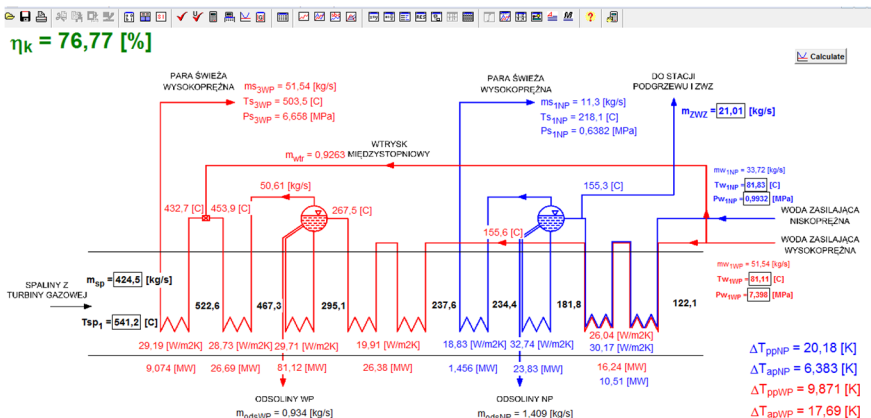 ηk = 76,77 [%]
Calculate
PARA ŚWIEŻA
WYSOKOPRĘŻNA
ms3WP = 51,54 [kg/s]
Ts3WP = 503,5 [C]
Ps3WP = 6,658 [MPa]
PARA ŚWIEŻA
WYSOKOPRĘŻNA
ms1NP = 11,3 [kg/s]
Ts1NP = 218,1 [C]
Ps1NP = 0,6382 [MPa]
DO STACJI
PODGRZEWU I ZWZ
mZWZ = 21,01 [kg/s]
WTRYSK
MIĘDZYSTOPNIOWY
mwtr = 0,9263
mw1NP = 33,72 [kg/s]
Tw1NP = 81,83 [C]
Pw1NP = 0,9932 [MPa]
432,7 [C]
453,9 [C]
50,61 [kg/s]
267,5 [C]
155,3 [C]
155,6 [C]
WODA ZASILAJĄCA
NISKOPRĘŻNA
WODA ZASILAJĄCA
WYSOKOPRĘŻNA
mw1WP = 51,54 [kg/s]
Tw1WP = 81,11 [C]
Pw1WP = 7,398 [MPa]
SPALINY Z
TURBINY GAZOWEJ
msp = 424,5 [kg/s]
Tsp1 = 541,2 [C]
522,6
467,3
295,1
237,6
234,4
181,8
122,1
29,19 [W/m2K]
28,73 [W/m2K]
29,71 [W/m2K]
19,91 [W/m2K]
18,83 [W/m2K]
32,74 [W/m2K]
26,04 [W/m2K]
30,17 [W/m2K]
9,074 [MW]
26,69 [MW]
81,12 [MW]
26,38 [MW]
1,456 [MW]
23,83 [MW]
16,24 [MW]
10,51 [MW]
ODSOLINY WP
modsWP = 0,934 [kg/s]
ODSOLINY NP
modsNP = 1,409 [kg/s]
ΔTppNP = 20,18 [K]
ΔTapNP = 6,383 [K]
ΔTppWP = 9,871 [K]
ΔTapWP = 17,69 [K]